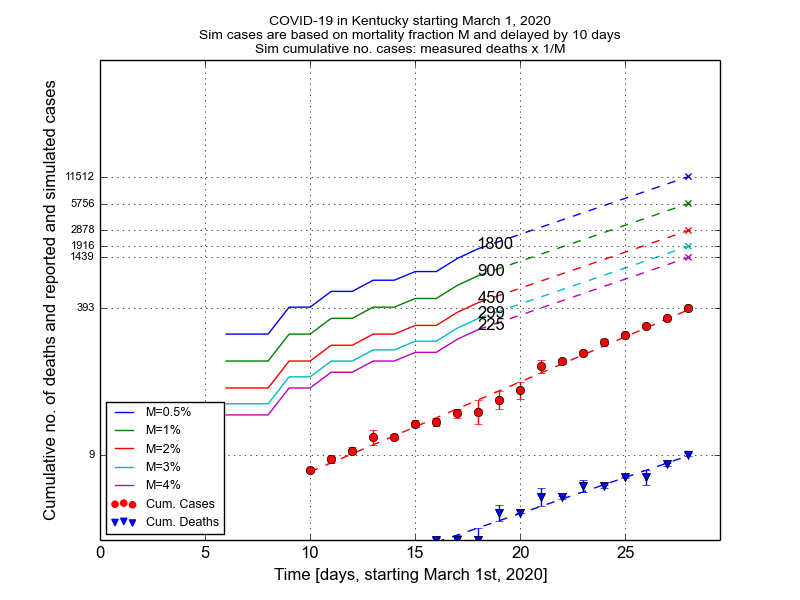 COVID-19 in Kentucky starting March 1, 2020
Sim cases are based on mortality fraction M and delayed by 10 days
Sim cumulative no. cases: measured deaths x 1/M
Cumulative no. of deaths and reported and simulated cases
11512
5756
2878
1916
1439
393
9
1800
900
450
299
225
M=0.5%
M=1%
M=2%
M=3%
M=4%
Cum. Cases
Cum. Deaths
0 5 10 15 20 25
Time [days, starting March 1st, 2020]